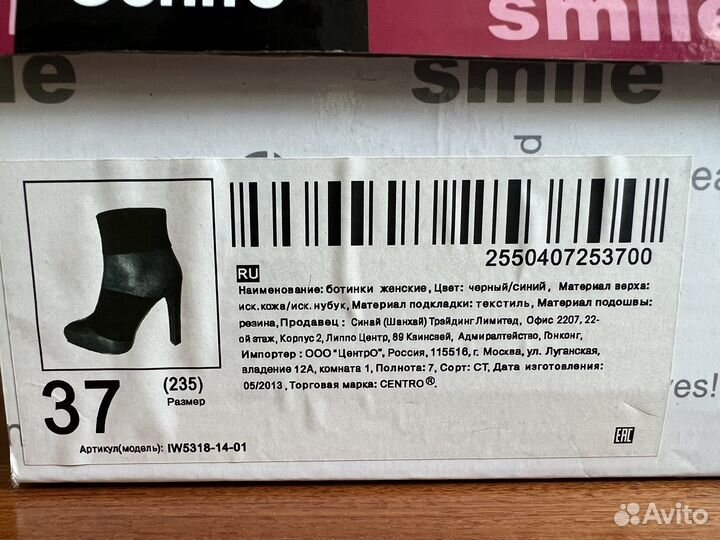 Centro smile
smile
2550407253700
RU
Наименование: ботинки женские, Цвет: черный/синий, Материал верха:
иск.кожа/иск. нубук, Материал подкладки: текстиль, Материал подошвы:
резина, Продавец: Синай (Шанхай) Трэйдинг Лимитед, Офис 2207, 22-
ой этаж, Корпус 2, Липпо Центр, 89 Квинсвей, Адмиралтейство, Гонконг,
Импортер: ООО "ЦентрО", Россия, 115516, г. Москва, ул. Луганская,
владение 12А, комната 1, Полнота: 7, Сорт: СТ, Дата изготовления:
05/2013, Торговая марка: CENTRO®.
37 (235)
Размер
Артикул(модель): IW5318-14-01
EAC
yes!
Avito